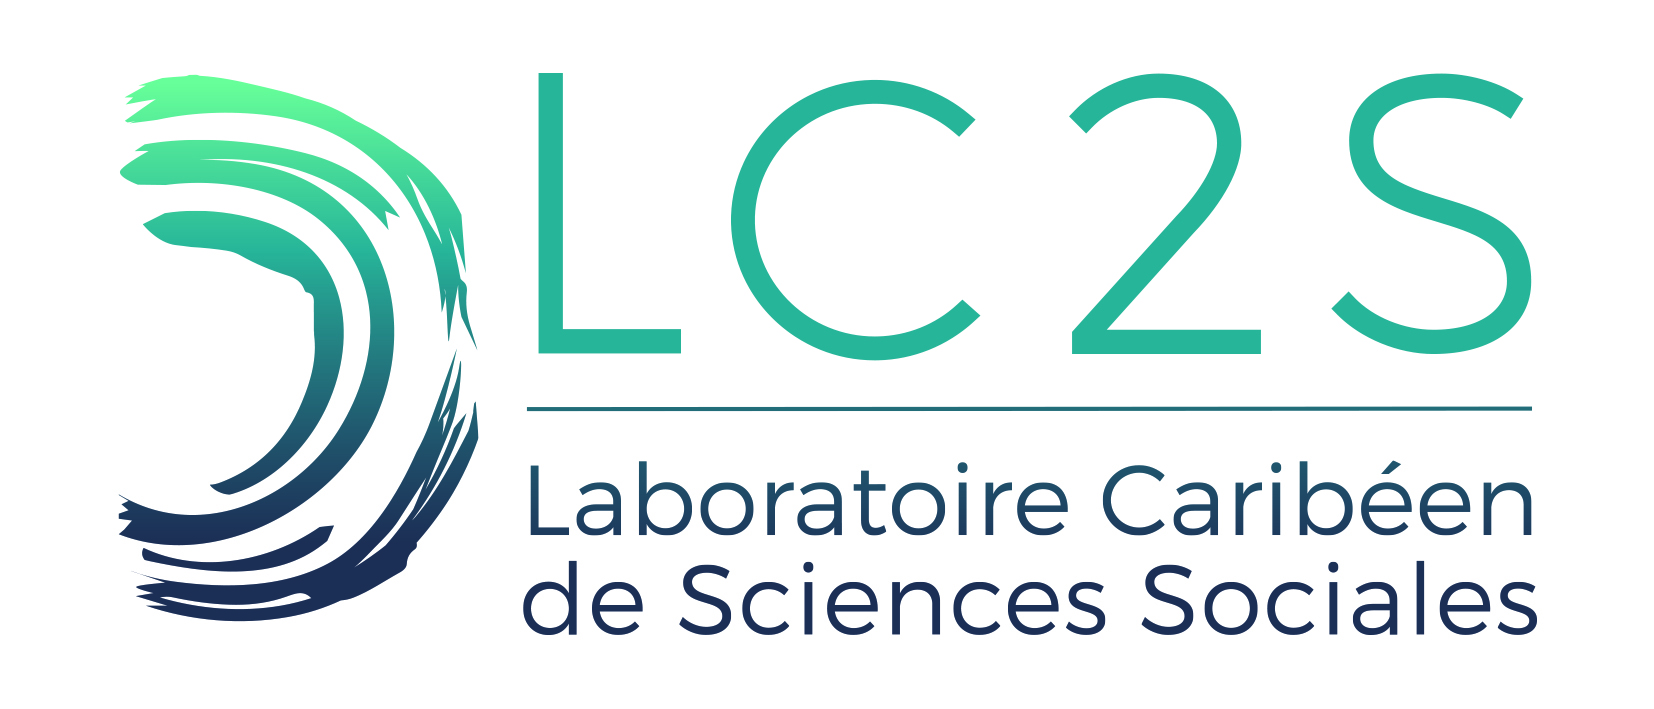 LC2S
Laboratoire Caribéen
de Sciences Sociales